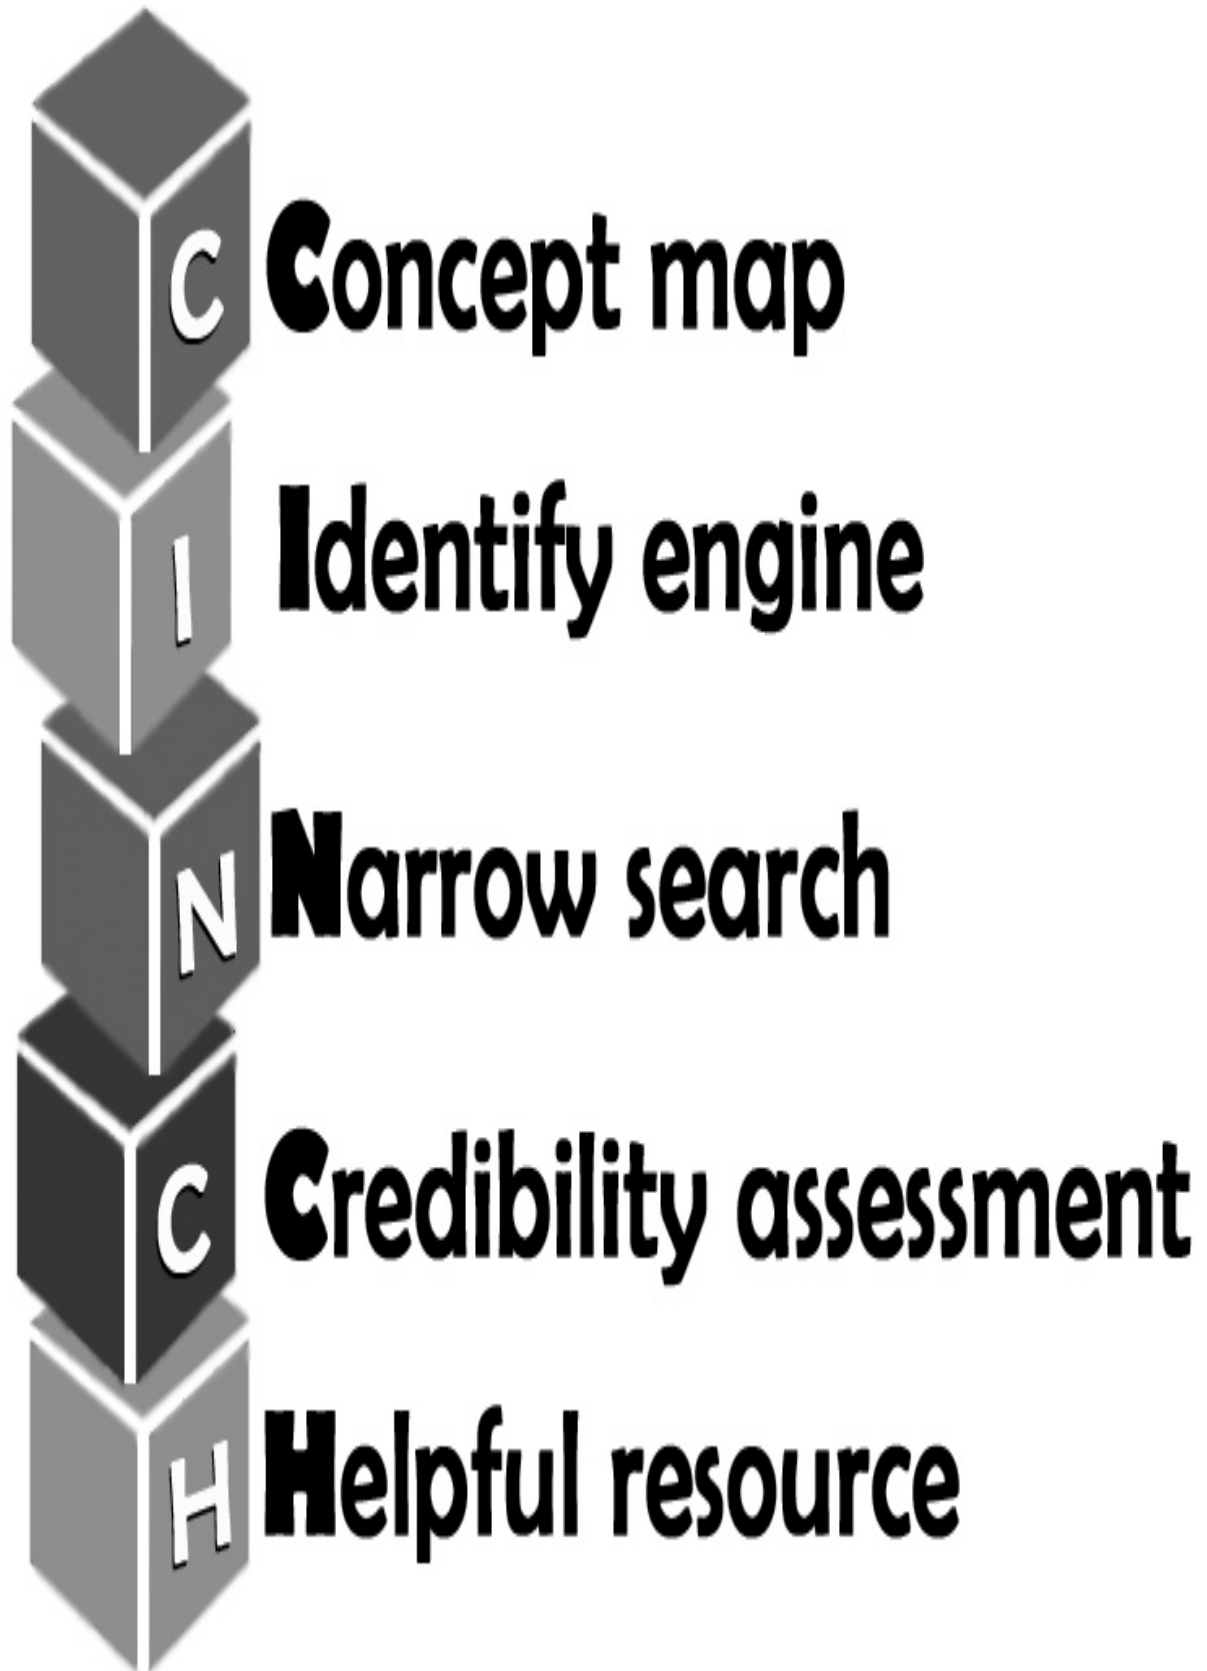 C Concept map
I Identify engine
N Narrow search
C Credibility assessment
H Helpful resource